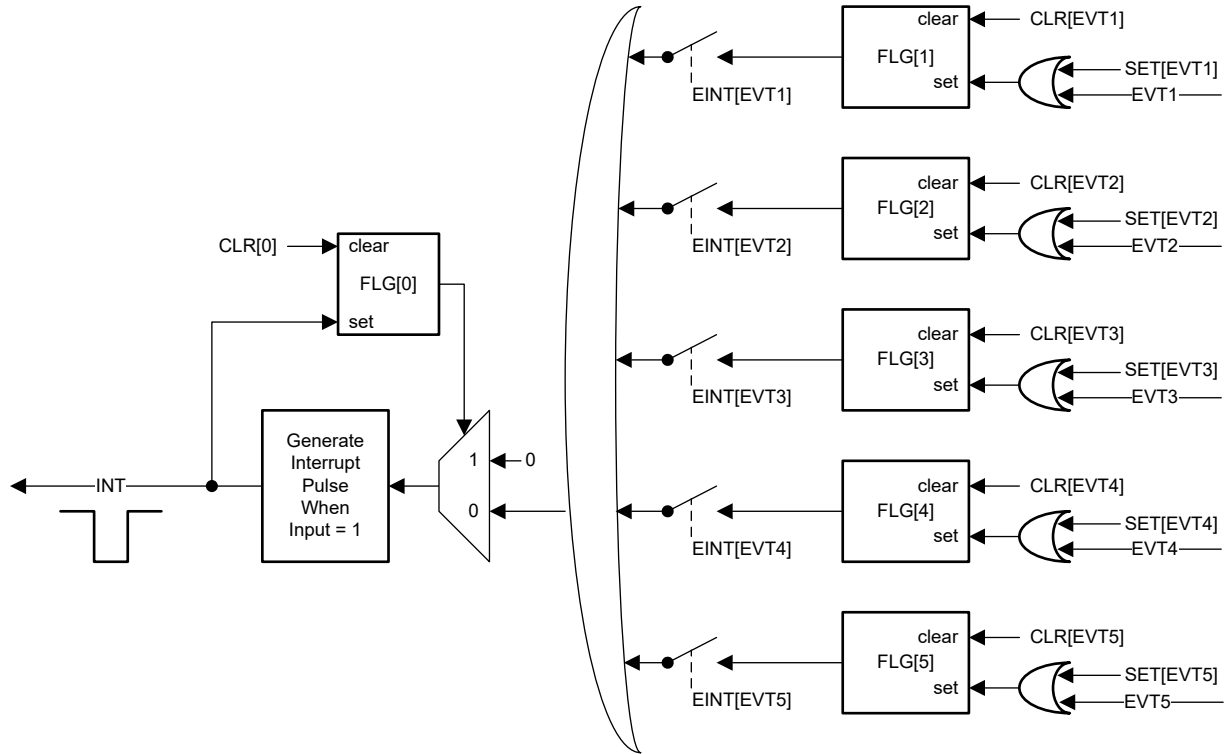 clear
CLR[EVT1]
FLG[1]
SET[EVT1]
set
EVT1
EINT[EVT1]
clear
CLR[EVT2]
FLG[2]
SET[EVT2]
set
EVT2
EINT[EVT2]
CLR[0]
clear
FLG[0]
set
clear
CLR[EVT3]
FLG[3]
SET[EVT3]
set
EVT3
EINT[EVT3]
Generate
Interrupt
Pulse
When
Input = 1
1
0
0
INT
clear
CLR[EVT4]
FLG[4]
SET[EVT4]
set
EVT4
EINT[EVT4]
clear
CLR[EVT5]
FLG[5]
SET[EVT5]
set
EVT5
EINT[EVT5]